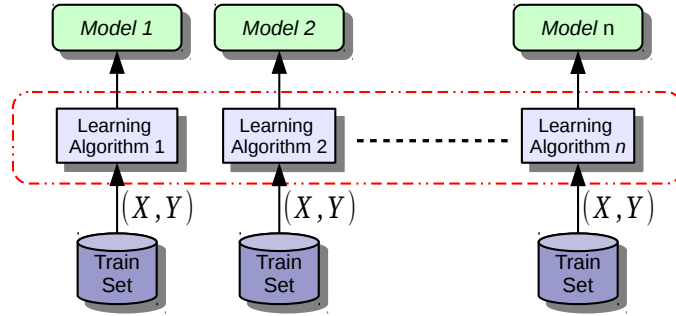 Model 1
Model 2
Model n
Learning
Algorithm 1
Learning
Algorithm 2
Learning
Algorithm n
(X,Y)
(X,Y)
(X,Y)
Train
Set
Train
Set
Train
Set